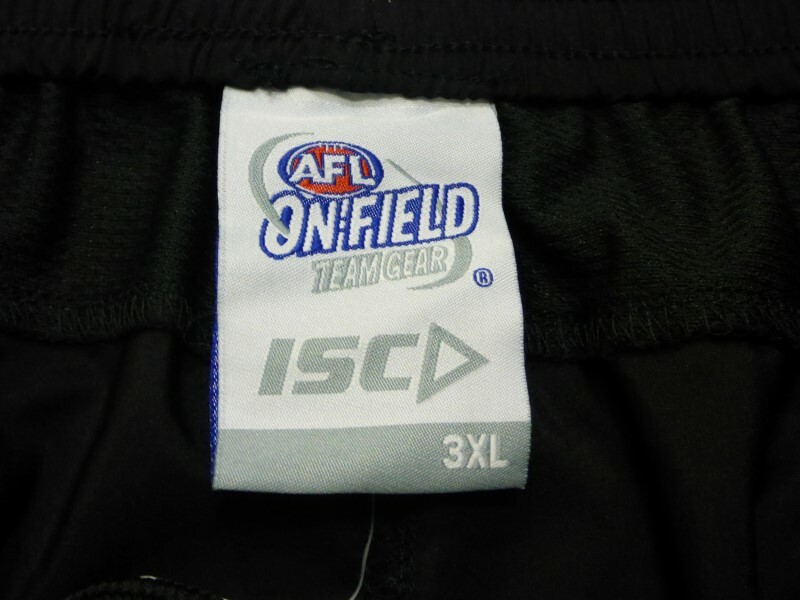 AFL
ON-FIELD
TEAM GEAR
®
ISC
3XL